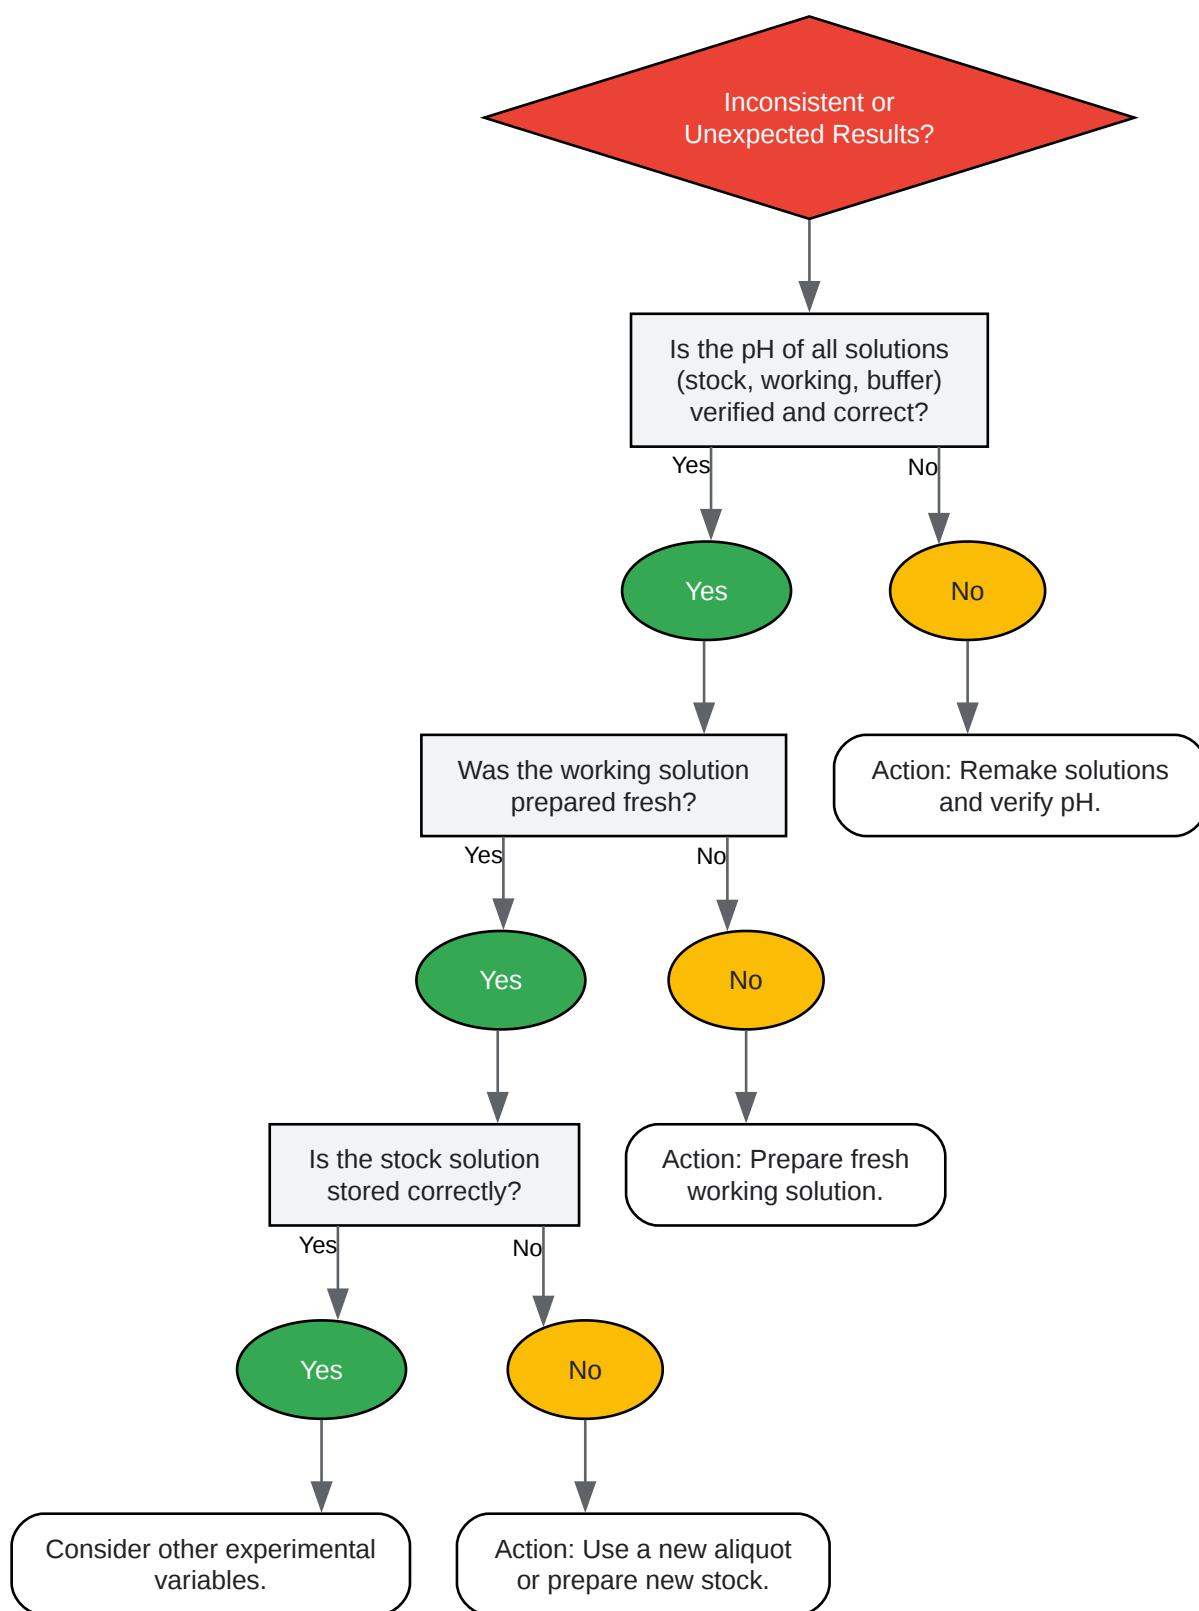 Inconsistent or
Unexpected Results?
Is the pH of all solutions
(stock, working, buffer)
verified and correct?
Yes
No
Yes
No
Was the working solution
prepared fresh?
Action: Remake solutions
and verify pH.
Yes
No
Yes
No
Is the stock solution
stored correctly?
Action: Prepare fresh
working solution.
Yes
No
Yes
No
Consider other experimental
variables.
Action: Use a new aliquot
or prepare new stock.